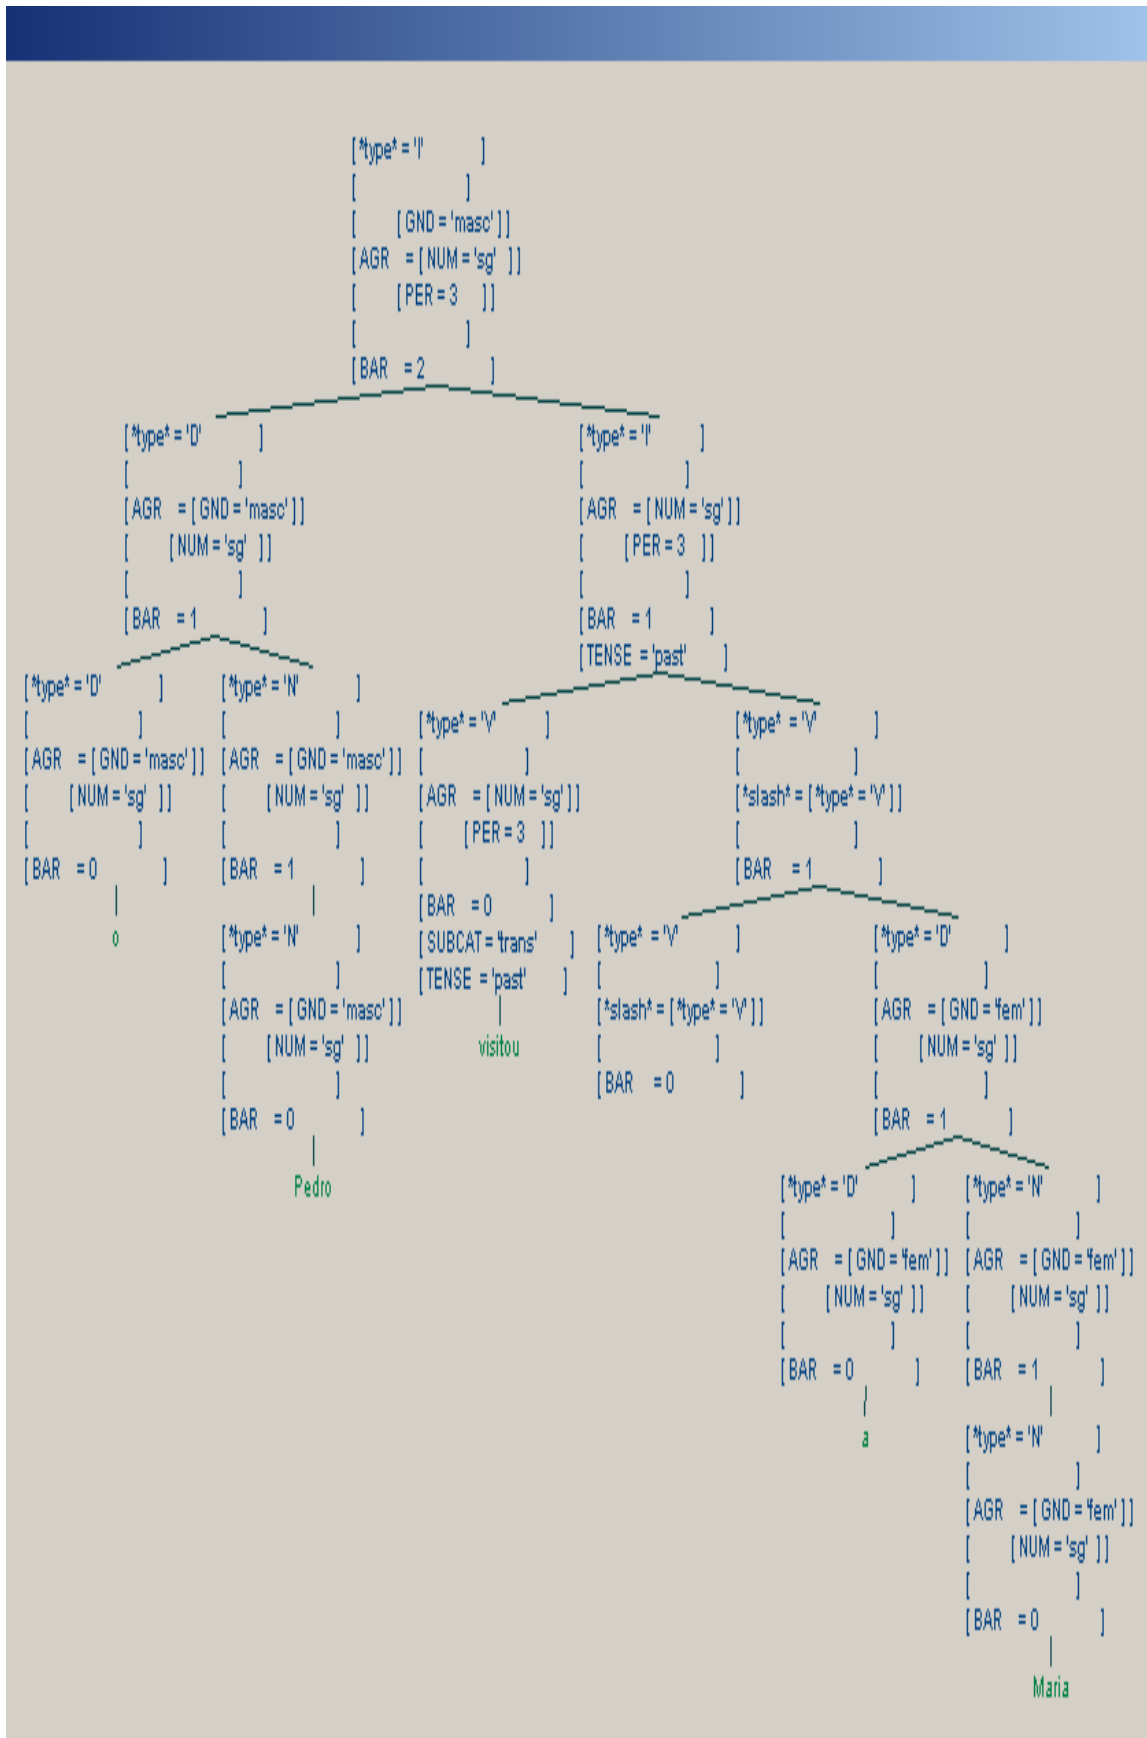 [ *type* = 'I' ]
[ ]
[ [ GND = 'masc' ] ]
[ AGR = [ NUM = 'sg' ] ]
[ [ PER = 3 ] ]
[ ]
[ BAR = 2 ]
[ *type* = 'D' ]
[ ]
[ AGR = [ GND = 'masc' ] ]
[ [ NUM = 'sg' ] ]
[ ]
[ BAR = 1 ]
[ *type* = 'I' ]
[ ]
[ AGR = [ NUM = 'sg' ] ]
[ [ PER = 3 ] ]
[ ]
[ BAR = 1 ]
[ TENSE = 'past' ]
[ *type* = 'D' ]
[ ]
[ AGR = [ GND = 'masc' ] ]
[ [ NUM = 'sg' ] ]
[ ]
[ BAR = 0 ]
o
[ *type* = 'N' ]
[ ]
[ AGR = [ GND = 'masc' ] ]
[ [ NUM = 'sg' ] ]
[ ]
[ BAR = 1 ]
[ *type* = 'N' ]
[ ]
[ AGR = [ GND = 'masc' ] ]
[ [ NUM = 'sg' ] ]
[ ]
[ BAR = 0 ]
Pedro
[ *type* = 'V' ]
[ ]
[ AGR = [ NUM = 'sg' ] ]
[ [ PER = 3 ] ]
[ ]
[ BAR = 0 ]
[ SUBCAT = 'trans' ]
[ TENSE = 'past' ]
visitou
[ *type* = 'V' ]
[ ]
[ *slash* = [ *type* = 'V' ] ]
[ ]
[ BAR = 1 ]
[ *type* = 'V' ]
[ ]
[ *slash* = [ *type* = 'V' ] ]
[ ]
[ BAR = 0 ]
[ *type* = 'D' ]
[ ]
[ AGR = [ GND = 'fem' ] ]
[ [ NUM = 'sg' ] ]
[ ]
[ BAR = 1 ]
[ *type* = 'D' ]
[ ]
[ AGR = [ GND = 'fem' ] ]
[ [ NUM = 'sg' ] ]
[ ]
[ BAR = 0 ]
a
[ *type* = 'N' ]
[ ]
[ AGR = [ GND = 'fem' ] ]
[ [ NUM = 'sg' ] ]
[ ]
[ BAR = 1 ]
[ *type* = 'N' ]
[ ]
[ AGR = [ GND = 'fem' ] ]
[ [ NUM = 'sg' ] ]
[ ]
[ BAR = 0 ]
Maria